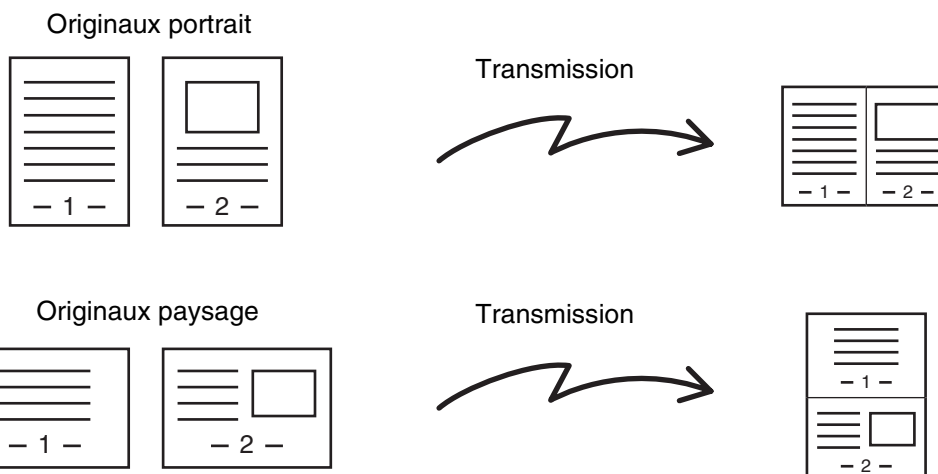 Originaux portrait
Transmission
– 1 –
– 2 –
– 1 –
– 2 –
Originaux paysage
Transmission
– 1 –
– 2 –
– 1 –
– 2 –